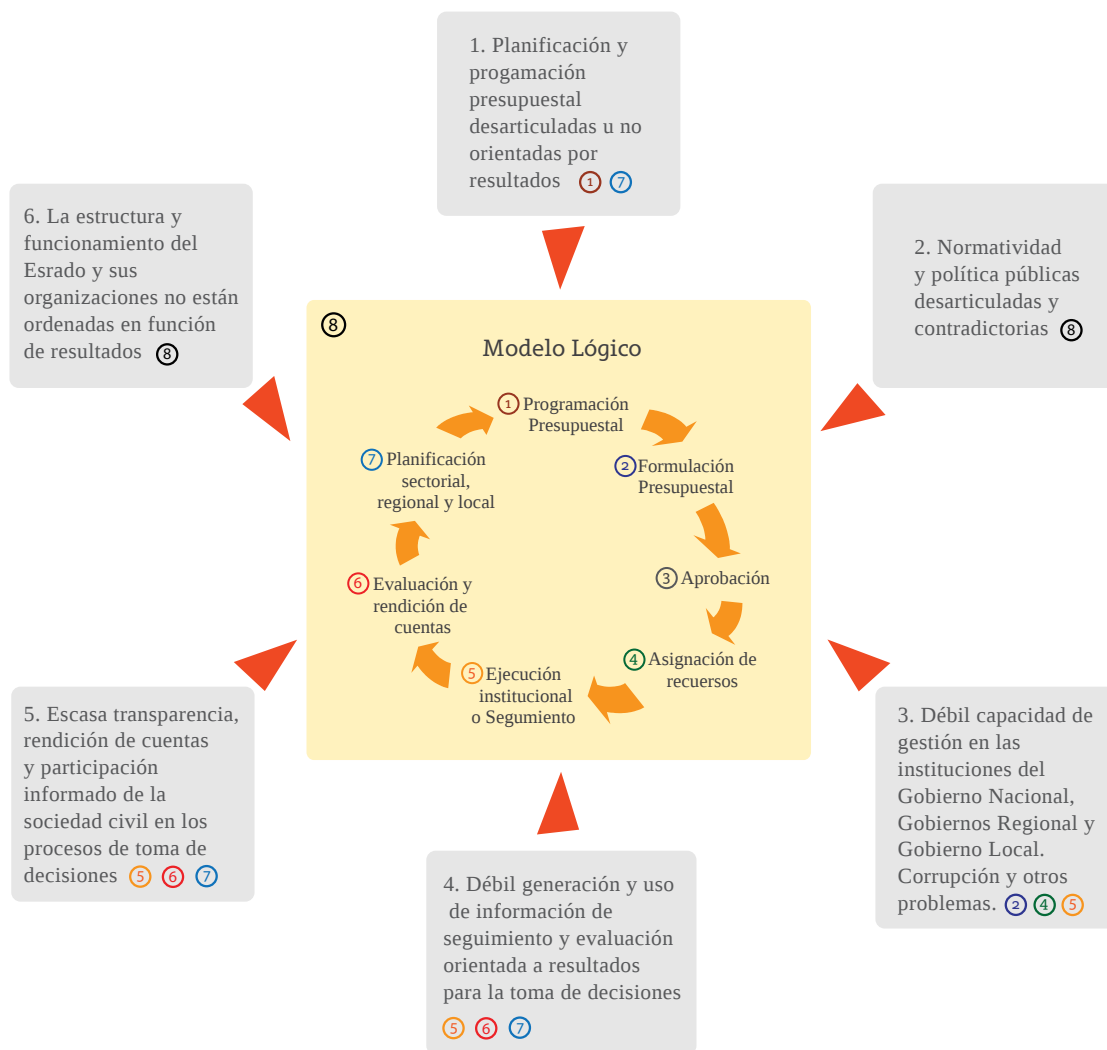 1. Planificación y
progamación
presupuestal
desarticuladas u no
orientadas por
resultados 1 7
6. La estructura y
funcionamiento del
Esrado y sus
organizaciones no están
ordenadas en función
de resultados 8
2. Normatividad
y política públicas
desarticuladas y
contradictorias 8
8
Modelo Lógico
1 Programación
Presupuestal
2 Formulación
Presupuestal
3 Aprobación
4 Asignación de
recuersos
5 Ejecución
institucional
o Segumiento
6 Evaluación y
rendición de
cuentas
7 Planificación
sectorial,
regional y local
3. Débil capacidad de
gestión en las
instituciones del
Gobierno Nacional,
Gobiernos Regional y
Gobierno Local.
Corrupción y otros
problemas. 2 4 5
4. Débil generación y uso
de información de
seguimiento y evaluación
orientada a resultados
para la toma de decisiones
5 6 7
5. Escasa transparencia,
rendición de cuentas
y participación
informado de la
sociedad civil en los
procesos de toma de
decisiones 5 6 7